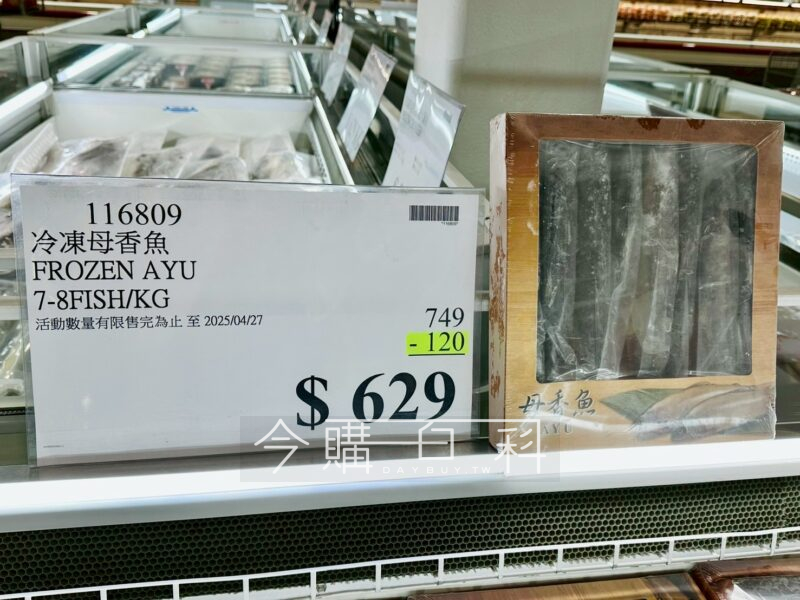 116809
冷凍母香魚
FROZEN AYU
7-8FISH/KG
活動數量有限售完為止 至 2025/04/27
749
- 120
$ 629
母香魚
AYU
今購百科
DAYBUY.TW